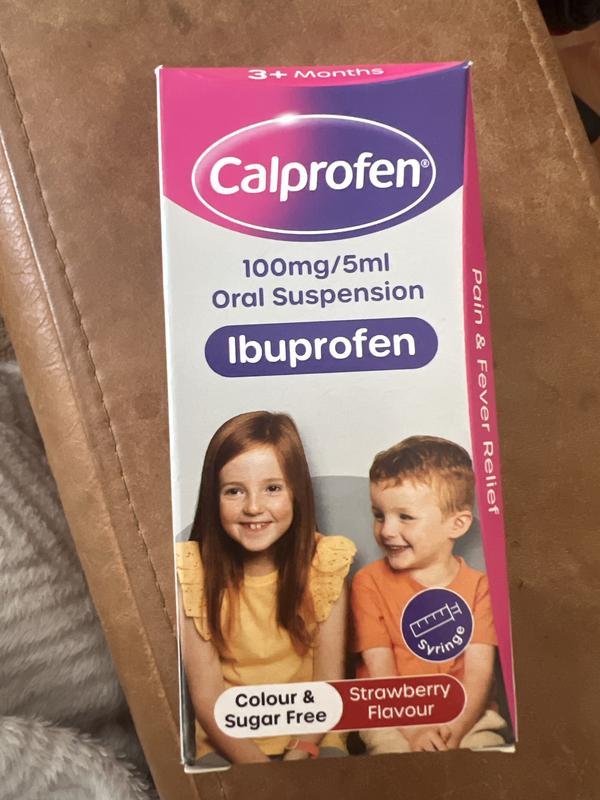 3+ Months
Calprofen®
100mg/5ml
Oral Suspension
Ibuprofen
Pain & Fever Relief
Syringe
Colour &
Sugar Free
Strawberry
Flavour